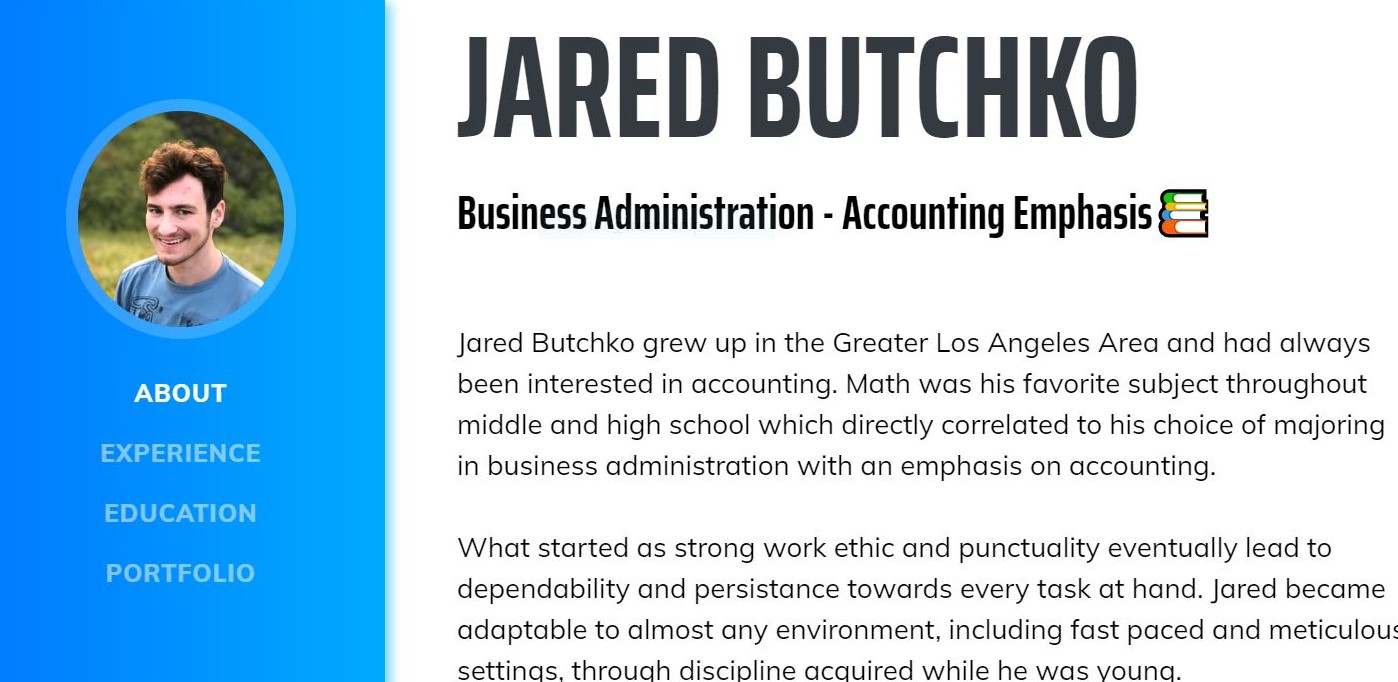 JARED BUTCHKO
Business Administration - Accounting Emphasis
ABOUT
EXPERIENCE
EDUCATION
PORTFOLIO
Jared Butchko grew up in the Greater Los Angeles Area and had always
been interested in accounting. Math was his favorite subject throughout
middle and high school which directly correlated to his choice of majoring
in business administration with an emphasis on accounting.
What started as strong work ethic and punctuality eventually lead to
dependability and persistance towards every task at hand. Jared became
adaptable to almost any environment, including fast paced and meticulous
settings, through discipline acquired while he was young.